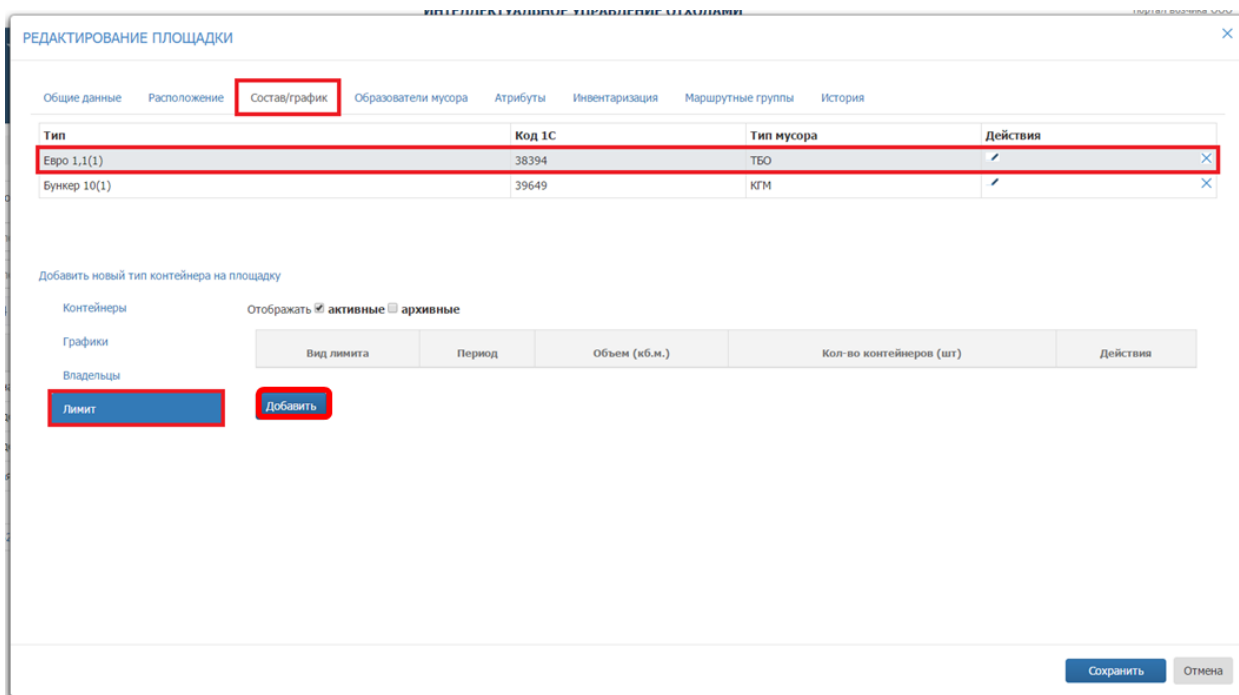 ИНТЕЛЛЕКТУАЛЬНОЕ УПРАВЛЕНИЕ ОТХОДАМИ
РЕДАКТИРОВАНИЕ ПЛОЩАДКИ
Общие данные Расположение Состав/график Образователи мусора Атрибуты Инвентаризация Маршрутные группы История
Тип Код 1С Тип мусора Действия
Евро 1,1(1) 38394 ТБО
Бункер 10(1) 39649 КГМ
Добавить новый тип контейнера на площадку
Контейнеры Отображать активные архивные
Графики
Вид лимита Период Объем (кб.м.) Кол-во контейнеров (шт) Действия
Владельцы
Лимит Добавить
Сохранить Отмена